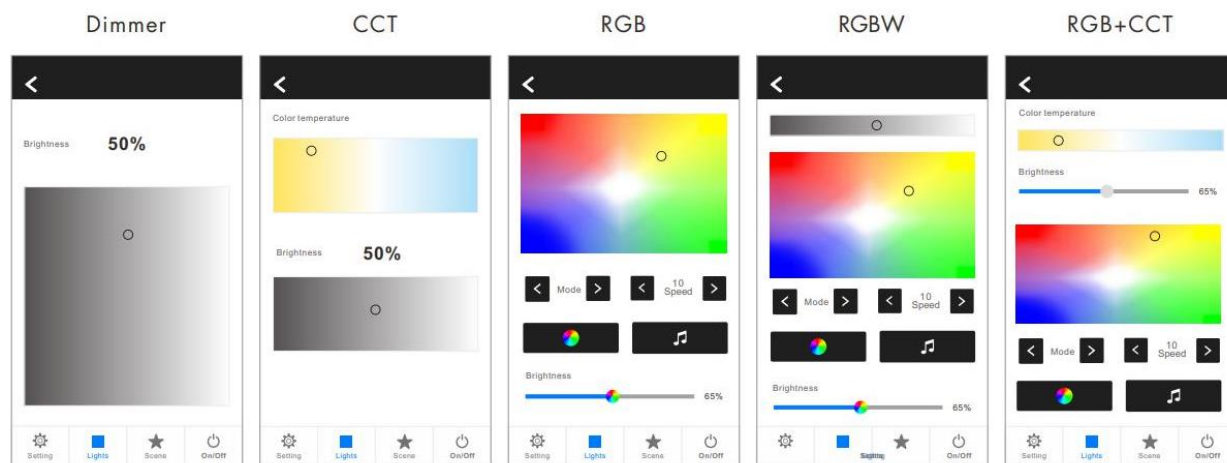 Dimmer
CCT
RGB
RGBW
RGB+CCT
Brightness 50%
Setting Lights Scene On/Off
Color temperature
Brightness 50%
Setting Lights Scene On/Off
Mode 10 Speed
Brightness
65%
Setting Lights Scene On/Off
Mode 10 Speed
Brightness
65%
Scene On/Off
Color temperature
Brightness
65%
Mode 10 Speed
Setting Lights Scene On/Off